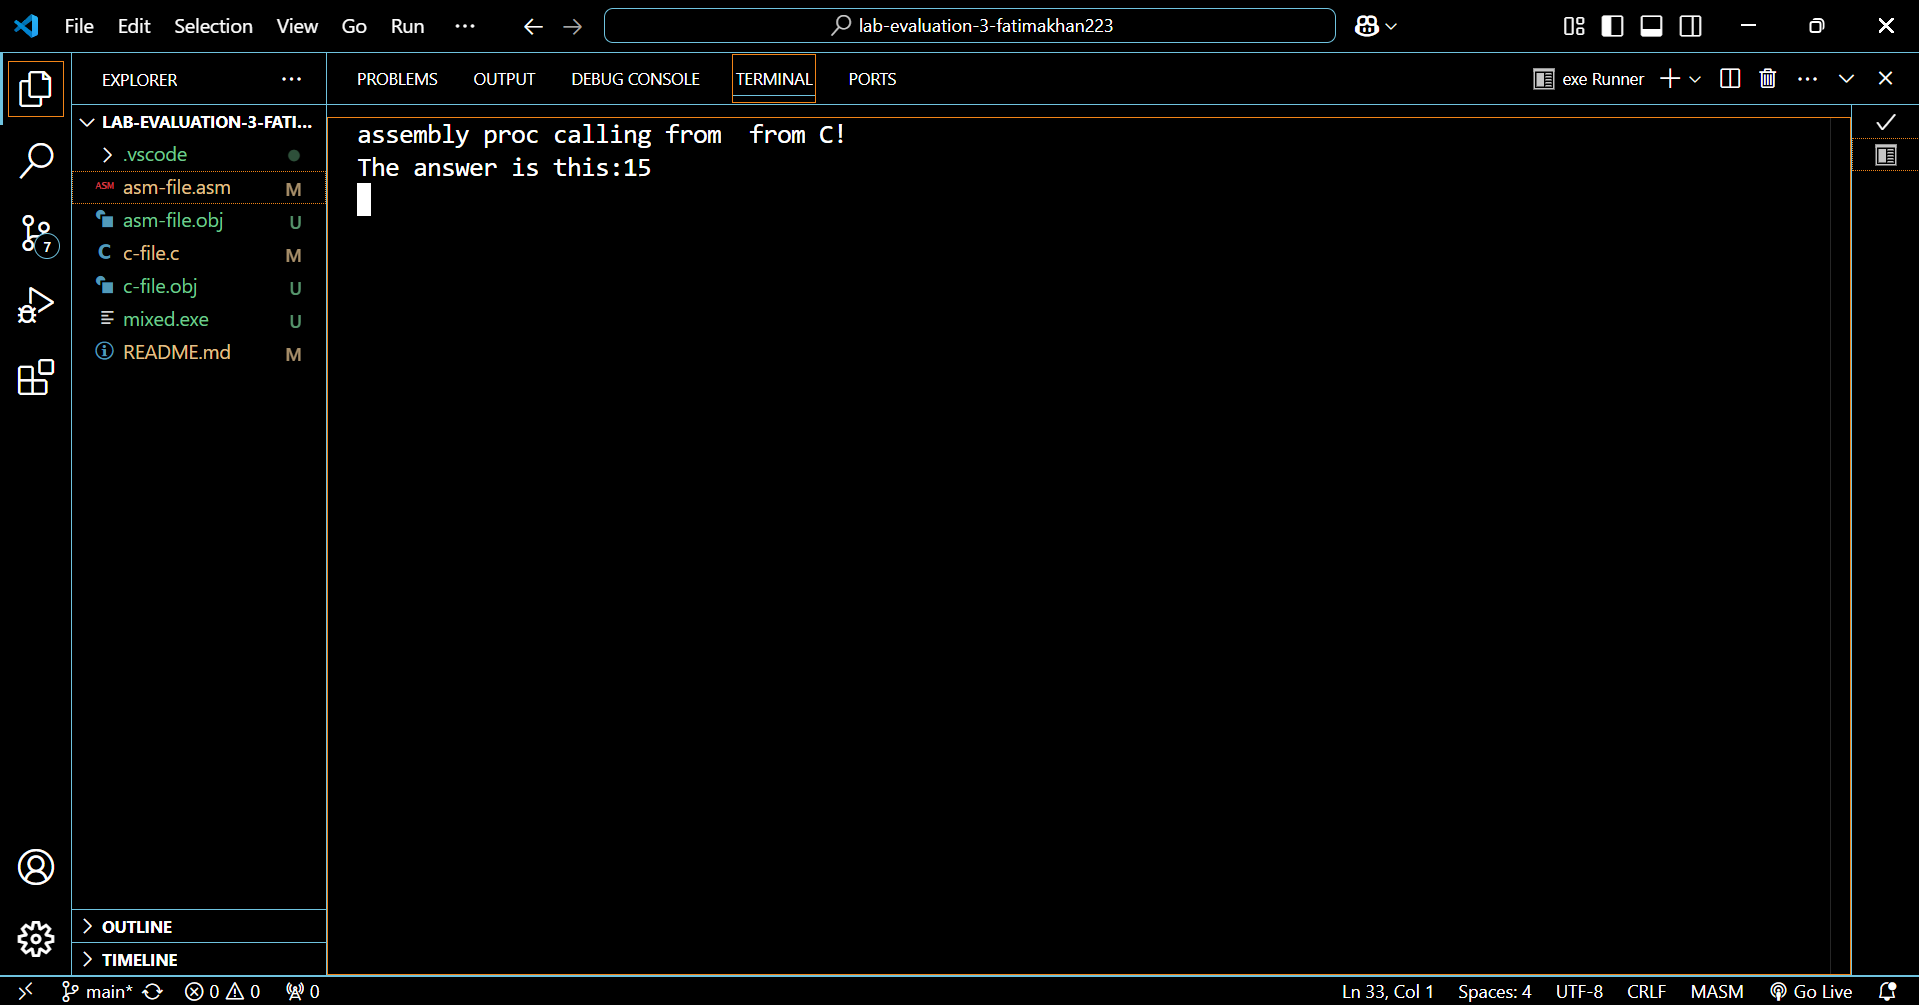 File Edit Selection View Go Run ···
lab-evaluation-3-fatimakhan223
EXPLORER ···
PROBLEMS OUTPUT DEBUG CONSOLE TERMINAL PORTS
exe Runner
LAB-EVALUATION-3-FATI...
.vscode
ASM asm-file.asm M
asm-file.obj U
C c-file.c M
c-file.obj U
mixed.exe U
README.md M
7
assembly proc calling from  from C!
The answer is this:15
OUTLINE
TIMELINE
main* 0 0 0
Ln 33, Col 1 Spaces: 4 UTF-8 CRLF MASM Go Live